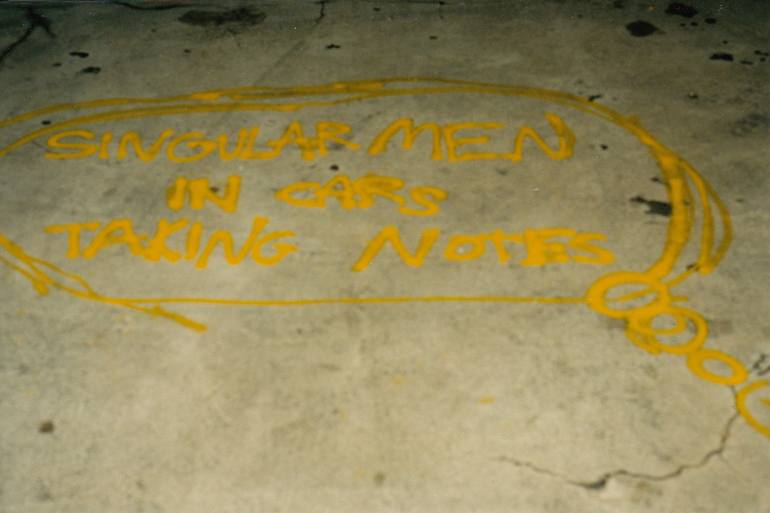 SINGULAR MEN
IN CARS
TAKING NOTES